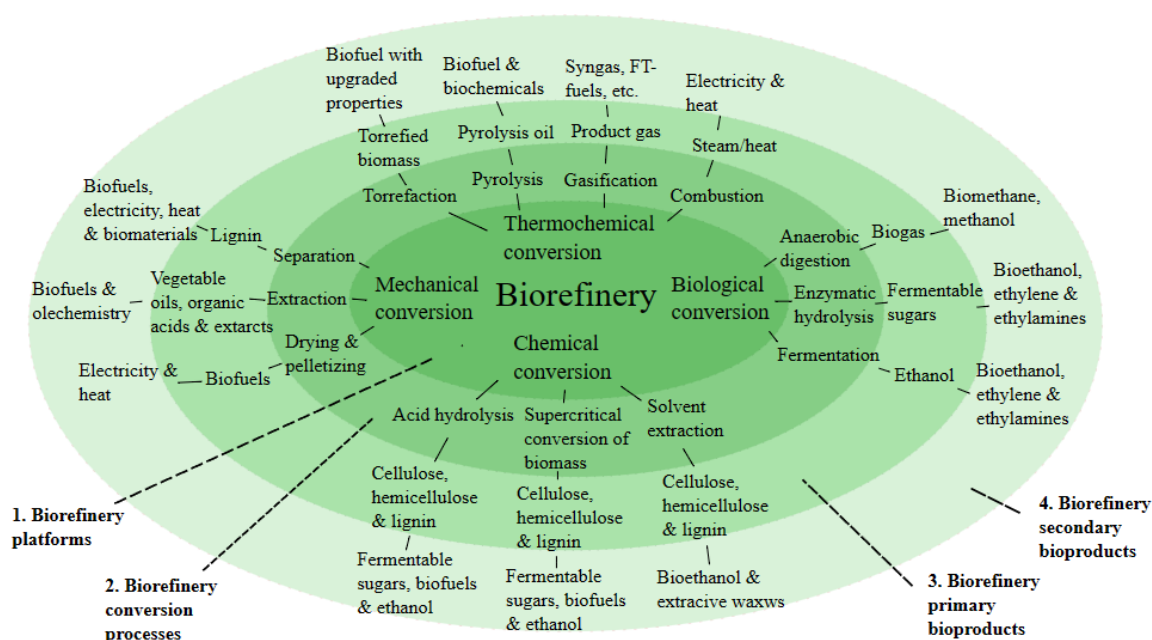 Biofuel with
upgraded
properties
Biofuel &
biochemicals
Syngas, FT-
fuels, etc.
Electricity &
heat
Torrefied
biomass
Pyrolysis oil
Product gas
Steam/heat
Torrefaction
Pyrolysis
Gasification
Combustion
Thermochemical
conversion
Biofuels,
electricity, heat
& biomaterials
Lignin
Separation
Vegetable
oils, organic
acids & extarcts
Extraction
Biofuels &
olechemistry
Drying &
pelletizing
Biofuels
Electricity &
heat
Mechanical
conversion
Biorefinery
Biological
conversion
Anaerobic
digestion
Biogas
Biomethane,
methanol
Enzymatic
hydrolysis
Fermentable
sugars
Bioethanol,
ethylene &
ethylamines
Fermentation
Ethanol
Bioethanol,
ethylene &
ethylamines
Chemical
conversion
Acid hydrolysis
Supercritical
conversion of
biomass
Solvent
extraction
Cellulose,
hemicellulose
& lignin
Cellulose,
hemicellulose
& lignin
Cellulose,
hemicellulose
& lignin
Fermentable
sugars, biofuels
& ethanol
Fermentable
sugars, biofuels
& ethanol
Bioethanol &
extracive waxws
1. Biorefinery
platforms
2. Biorefinery
conversion
processes
3. Biorefinery
primary
bioproducts
4. Biorefinery
secondary
bioproducts